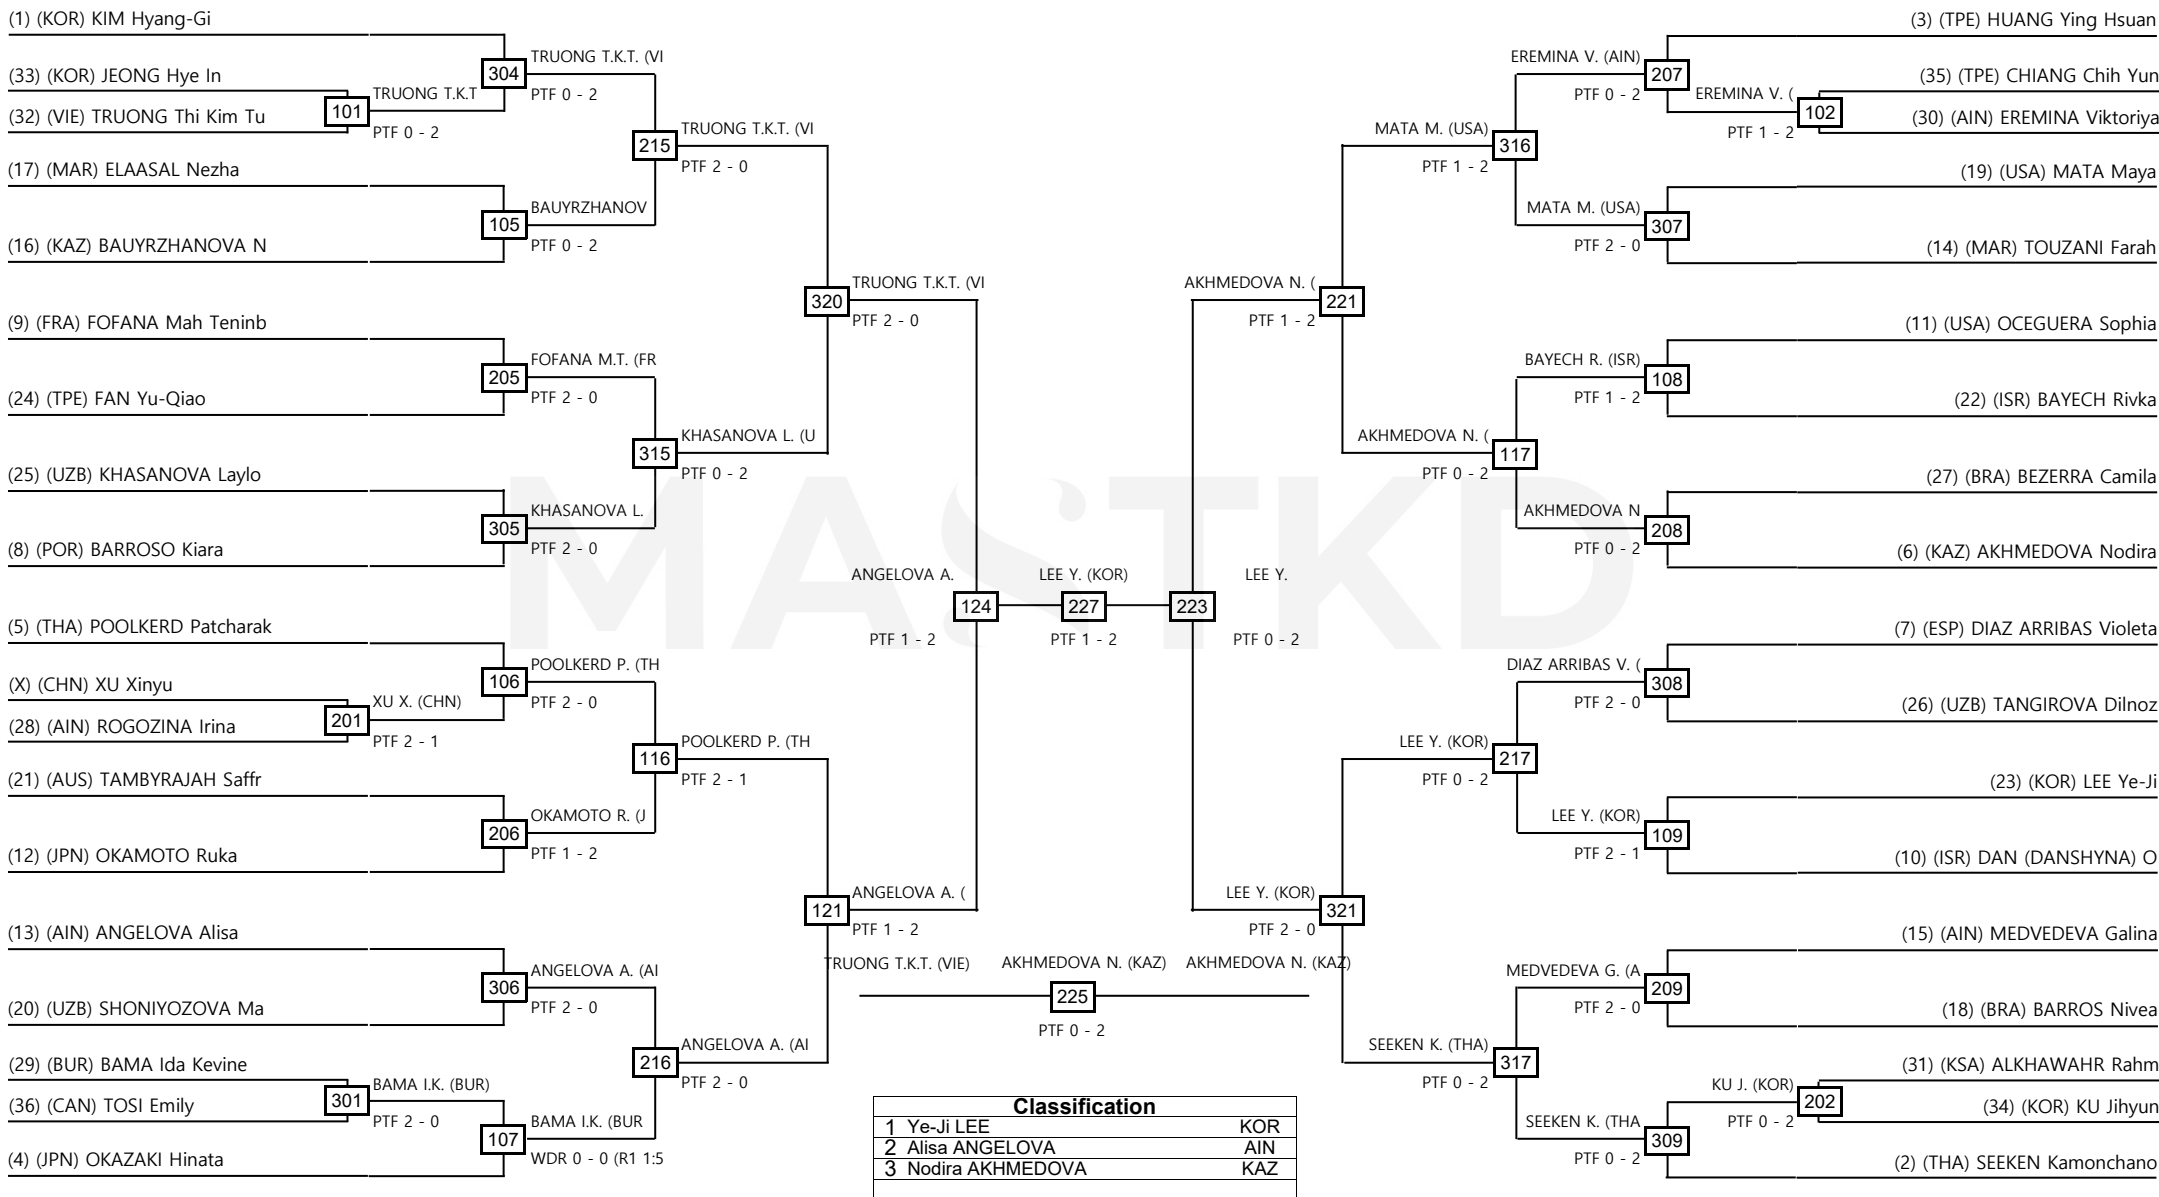 (1) (KOR) KIM Hyang-Gi
(33) (KOR) JEONG Hye In
(32) (VIE) TRUONG Thi Kim Tu
(17) (MAR) ELAASAL Nezha
(16) (KAZ) BAUYRZHANOVA N
(9) (FRA) FOFANA Mah Teninb
(24) (TPE) FAN Yu-Qiao
(25) (UZB) KHASANOVA Laylo
(8) (POR) BARROSO Kiara
(5) (THA) POOLKERD Patcharak
(X) (CHN) XU Xinyu
(28) (AIN) ROGOZINA Irina
(21) (AUS) TAMBYRAJAH Saffr
(12) (JPN) OKAMOTO Ruka
(13) (AIN) ANGELOVA Alisa
(20) (UZB) SHONIYOZOVA Ma
(29) (BUR) BAMA Ida Kevine
(36) (CAN) TOSI Emily
(4) (JPN) OKAZAKI Hinata
101
TRUONG T.K.T
PTF 0 - 2
201
XU X. (CHN)
PTF 2 - 1
301
BAMA I.K. (BUR)
PTF 2 - 0
304
TRUONG T.K.T. (VI
PTF 0 - 2
105
BAUYRZHANOV
PTF 0 - 2
205
FOFANA M.T. (FR
PTF 2 - 0
305
KHASANOVA L.
PTF 2 - 0
106
POOLKERD P. (TH
PTF 2 - 0
206
OKAMOTO R. (J
PTF 1 - 2
306
ANGELOVA A. (AI
PTF 2 - 0
107
BAMA I.K. (BUR
WDR 0 - 0 (R1 1:5
215
TRUONG T.K.T. (VI
PTF 2 - 0
315
KHASANOVA L. (U
PTF 0 - 2
116
POOLKERD P. (TH
PTF 2 - 1
216
ANGELOVA A. (AI
PTF 2 - 0
320
TRUONG T.K.T. (VI
PTF 2 - 0
121
ANGELOVA A. (
PTF 1 - 2
ANGELOVA A.
124
PTF 1 - 2
LEE Y. (KOR)
227
PTF 1 - 2
LEE Y.
223
PTF 0 - 2
MASTKD
TRUONG T.K.T. (VIE)
AKHMEDOVA N. (KAZ)
AKHMEDOVA N. (KAZ)
225
PTF 0 - 2
AKHMEDOVA N. (
221
PTF 1 - 2
LEE Y. (KOR)
321
PTF 2 - 0
MATA M. (USA)
316
PTF 1 - 2
AKHMEDOVA N. (
117
PTF 0 - 2
LEE Y. (KOR)
217
PTF 0 - 2
SEEKEN K. (THA)
317
PTF 0 - 2
EREMINA V. (AIN)
207
PTF 0 - 2
MATA M. (USA)
307
PTF 2 - 0
BAYECH R. (ISR)
108
PTF 1 - 2
AKHMEDOVA N
208
PTF 0 - 2
DIAZ ARRIBAS V. (
308
PTF 2 - 0
LEE Y. (KOR)
109
PTF 2 - 1
MEDVEDEVA G. (A
209
PTF 2 - 0
SEEKEN K. (THA
309
PTF 0 - 2
EREMINA V. (
102
PTF 1 - 2
KU J. (KOR)
202
PTF 0 - 2
(3) (TPE) HUANG Ying Hsuan
(35) (TPE) CHIANG Chih Yun
(30) (AIN) EREMINA Viktoriya
(19) (USA) MATA Maya
(14) (MAR) TOUZANI Farah
(11) (USA) OCEGUERA Sophia
(22) (ISR) BAYECH Rivka
(27) (BRA) BEZERRA Camila
(6) (KAZ) AKHMEDOVA Nodira
(7) (ESP) DIAZ ARRIBAS Violeta
(26) (UZB) TANGIROVA Dilnoz
(23) (KOR) LEE Ye-Ji
(10) (ISR) DAN (DANSHYNA) O
(15) (AIN) MEDVEDEVA Galina
(18) (BRA) BARROS Nivea
(31) (KSA) ALKHAWAHR Rahm
(34) (KOR) KU Jihyun
(2) (THA) SEEKEN Kamonchano
Classification
1 Ye-Ji LEE KOR
2 Alisa ANGELOVA AIN
3 Nodira AKHMEDOVA KAZ